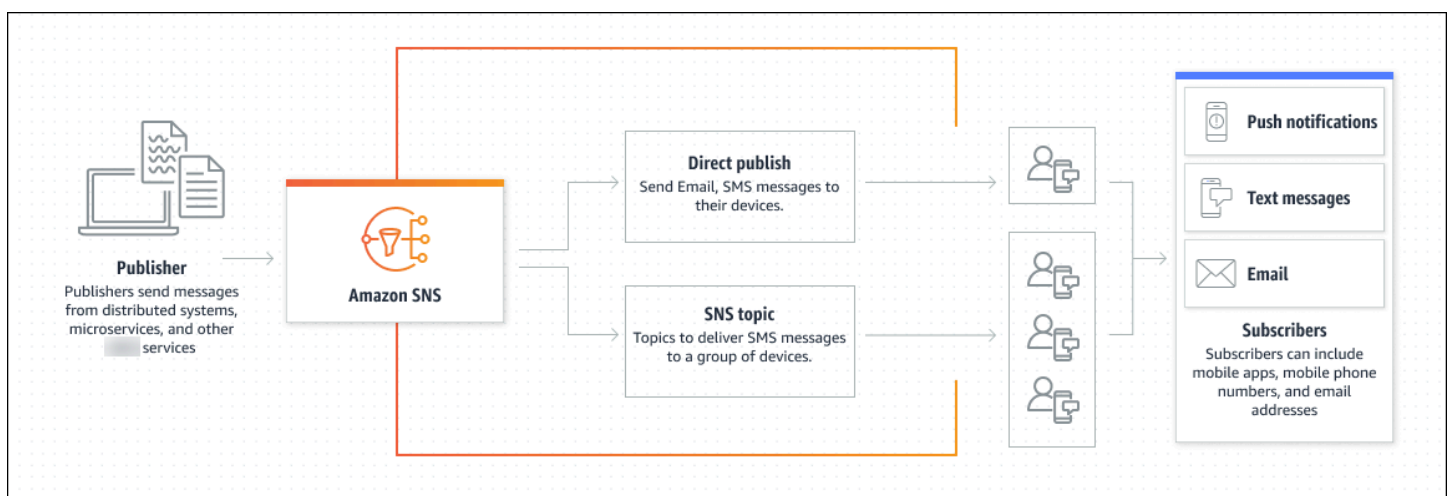 Publisher
Publishers send messages
from distributed systems,
microservices, and other
services
Amazon SNS
Direct publish
Send Email, SMS messages to
their devices.
SNS topic
Topics to deliver SMS messages
to a group of devices.
Push notifications
Text messages
Email
Subscribers
Subscribers can include
mobile apps, mobile phone
numbers, and email
addresses